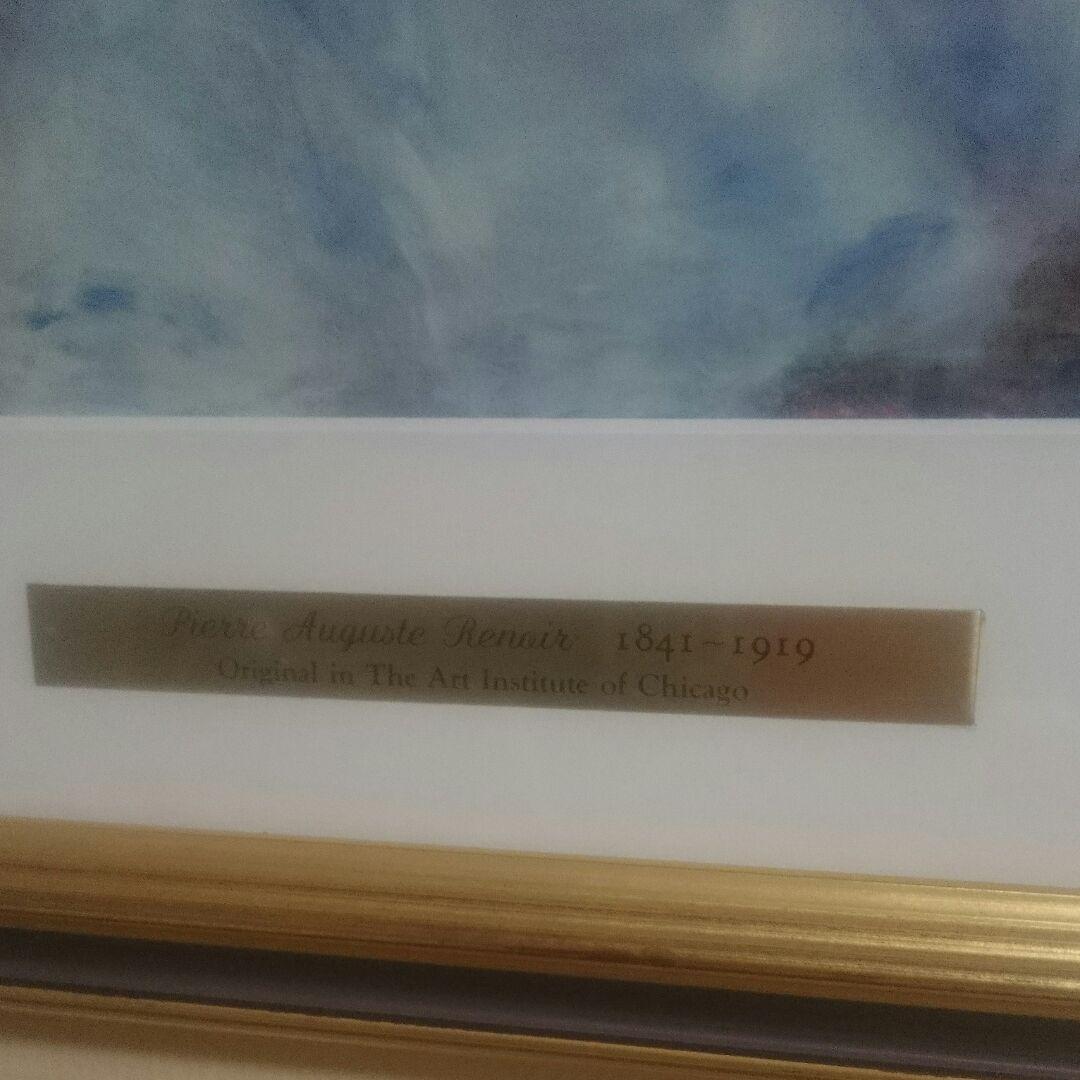 Pierre Auguste Renoir 1841–1919
Original in The Art Institute of Chicago